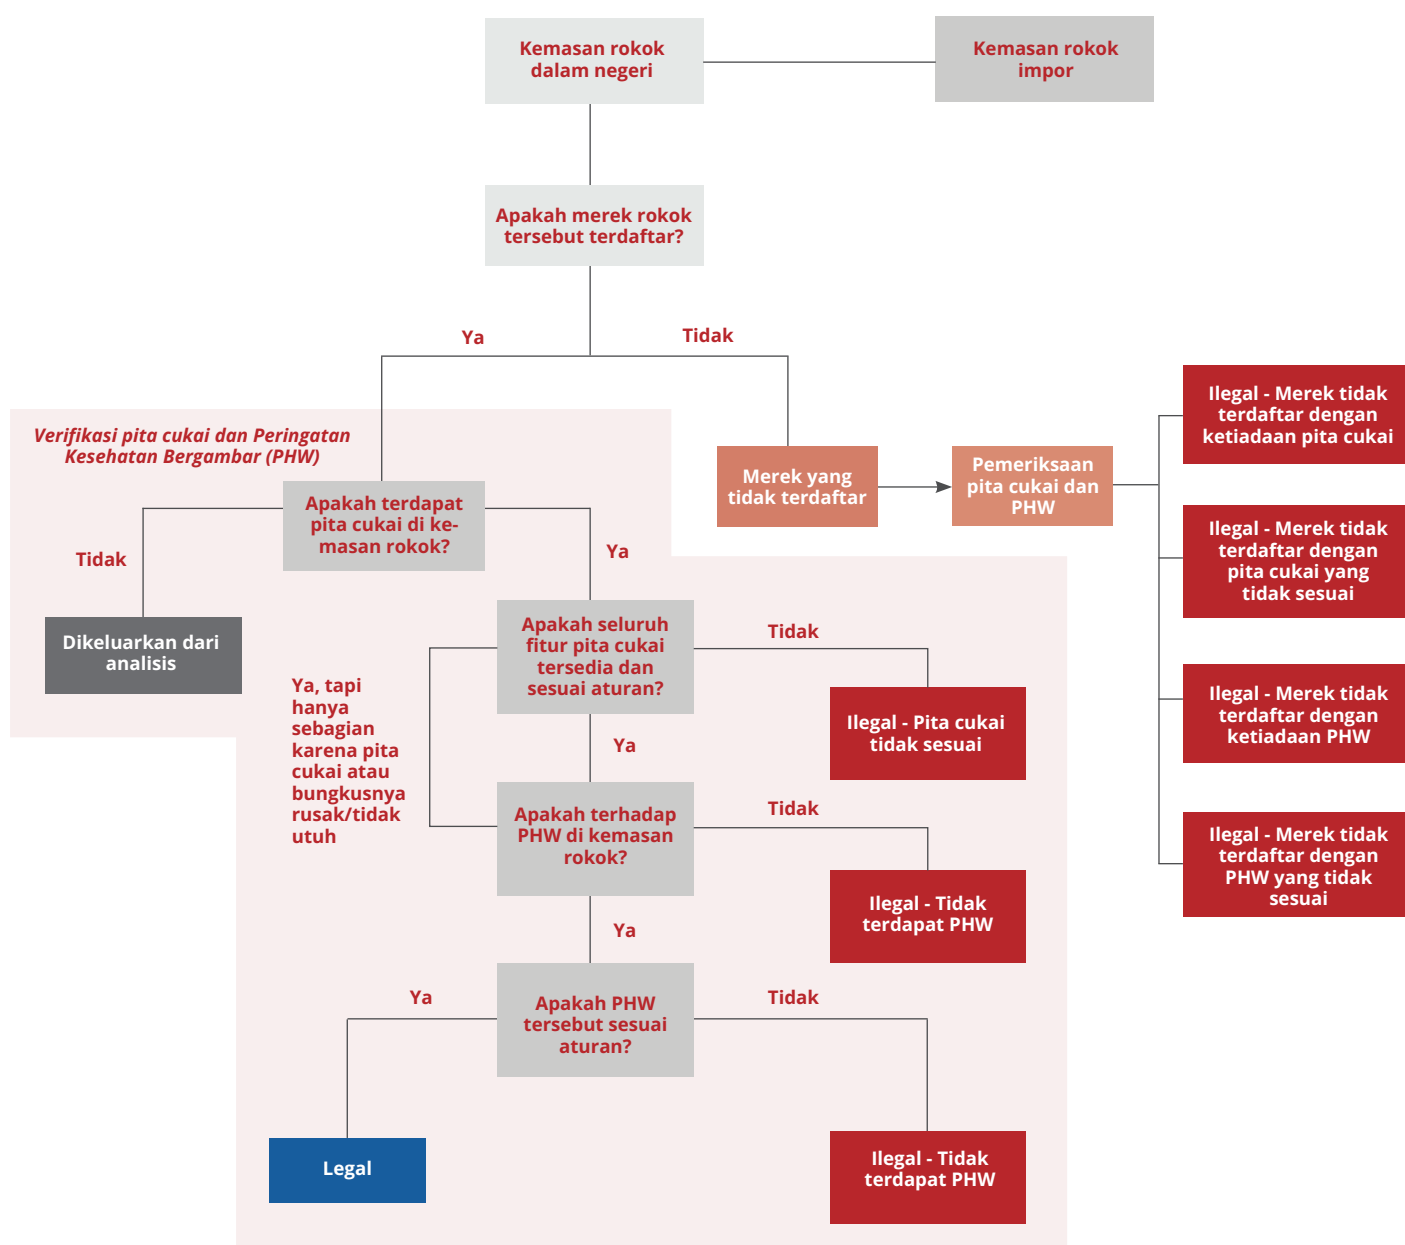 Kemasan rokok
dalam negeri
Kemasan rokok
impor
Apakah merek rokok
tersebut terdaftar?
Ya
Tidak
Verifikasi pita cukai dan Peringatan
Kesehatan Bergambar (PHW)
Apakah terdapat
pita cukai di ke-
masan rokok?
Merek yang
tidak terdaftar
Pemeriksaan
pita cukai dan
PHW
Ilegal - Merek tidak
terdaftar dengan
ketiadaan pita cukai
Ilegal - Merek tidak
terdaftar dengan
pita cukai yang
tidak sesuai
Ilegal - Merek tidak
terdaftar dengan
ketiadaan PHW
Ilegal - Merek tidak
terdaftar dengan
PHW yang tidak
sesuai
Tidak
Ya
Dikeluarkan dari
analisis
Apakah seluruh
fitur pita cukai
tersedia dan
sesuai aturan?
Tidak
Ilegal - Pita cukai
tidak sesuai
Ya, tapi
hanya
sebagian
karena pita
cukai atau
bungkusnya
rusak/tidak
utuh
Ya
Apakah terhadap
PHW di kemasan
rokok?
Tidak
Ilegal - Tidak
terdapat PHW
Ya
Apakah PHW
tersebut sesuai
aturan?
Ya
Tidak
Legal
Ilegal - Tidak
terdapat PHW